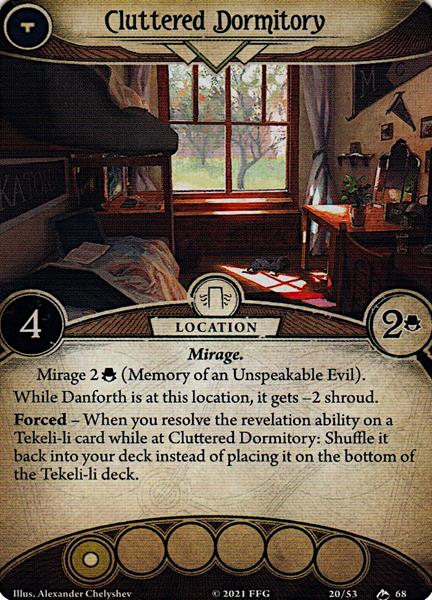 Cluttered Dormitory
KATON
M
4
LOCATION
2
Mirage.
Mirage 2 (Memory of an Unspeakable Evil).
While Danforth is at this location, it gets –2 shroud.
Forced – When you resolve the revelation ability on a
Tekeli-li card while at Cluttered Dormitory: Shuffle it
back into your deck instead of placing it on the bottom of
the Tekeli-li deck.
Illus. Alexander Chelyshev © 2021 FFG 20/53 68